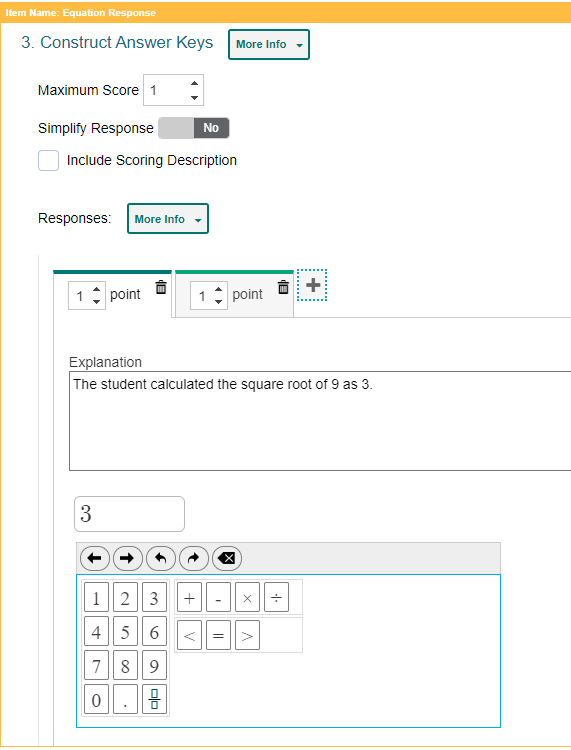 Item Name: Equation Response
3. Construct Answer Keys More Info
Maximum Score 1
Simplify Response No
Include Scoring Description
Responses: More Info
1 point 1 point +
Explanation
The student calculated the square root of 9 as 3.
3
1 2 3 + - × ÷
4 5 6 < = >
7 8 9
0 .